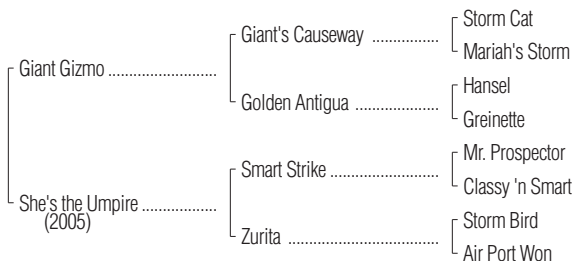 Storm Cat
Giant's Causeway ................
Mariah's Storm
Giant Gizmo ..........................
Hansel
Golden Antigua ....................
Greinette
Mr. Prospector
Smart Strike ..........................
Classy 'n Smart
She's the Umpire ..................
(2005)
Storm Bird
Zurita ....................................
Air Port Won